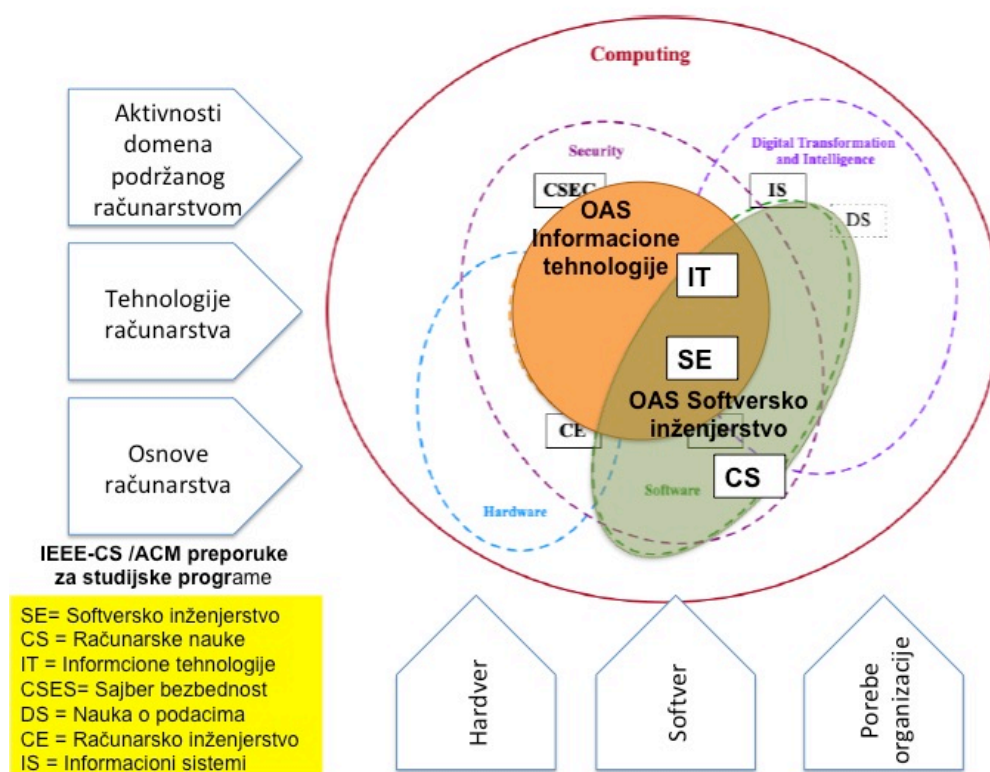 Aktivnosti
domena
podržanog
računarstvom
Tehnologije
računarstva
Osnove
računarstva
Computing
Security
Digital Transformation
and Intelligence
CSEC
IS
DS
OAS
Informacione
tehnologije
IT
SE
OAS Softversko
inženjerstvo
CE
CS
Software
Hardware
IEEE-CS /ACM preporuke
za studijske programe
SE= Softversko inženjerstvo
CS = Računarske nauke
IT = Informcione tehnologije
CSES= Sajber bezbednost
DS = Nauka o podacima
CE = Računarsko inženjerstvo
IS = Informacioni sistemi
Hardver
Softver
Porebe
organizacije